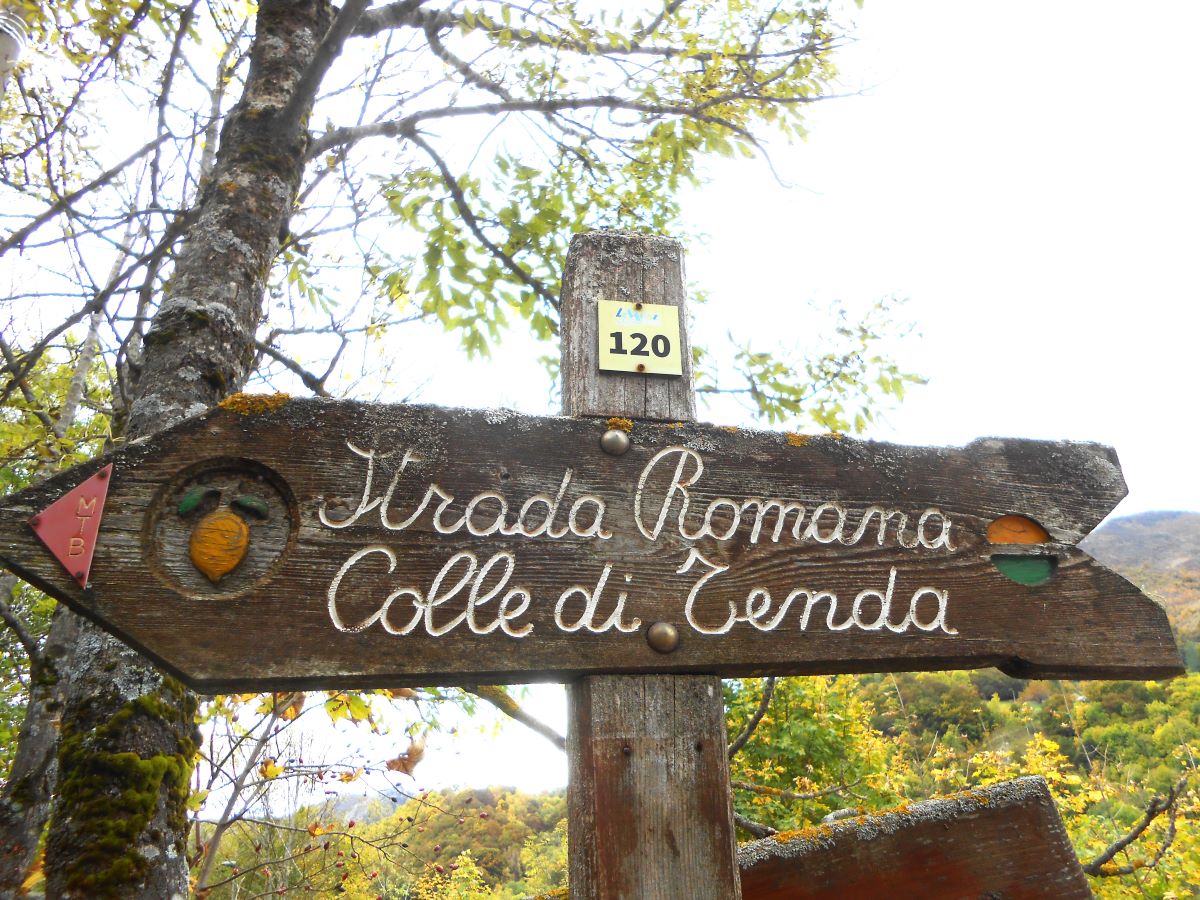 120
Strada Romana
Colle di Tenda
MTB